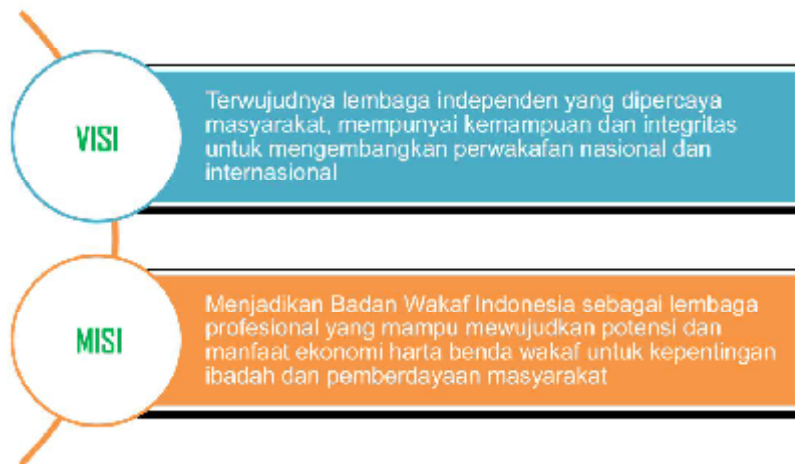 VISI
Terwujudnya lembaga independen yang dipercaya
masyarakat, mempunyai kemampuan dan integritas
untuk mengembangkan perwakafan nasional dan
internasional
MISI
Menjadikan Badan Wakaf Indonesia sebagai lembaga
profesional yang mampu mewujudkan potensi dan
manfaat ekonomi harta benda wakaf untuk kepentingan
ibadah dan pemberdayaan masyarakat